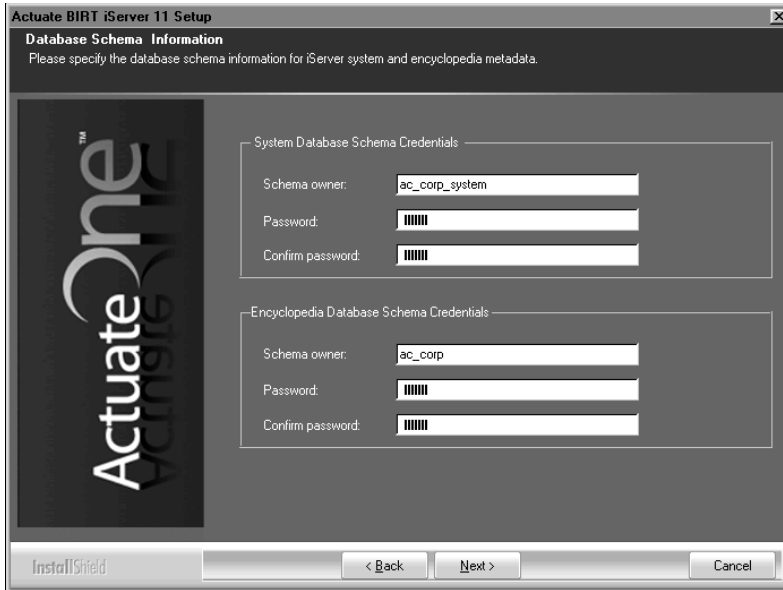 Actuate BIRT iServer 11 Setup
Database Schema Information
Please specify the database schema information for iServer system and encyclopedia metadata.
ActuateOne™
System Database Schema Credentials
Schema owner: ac_corp_system
Password:
Confirm password:
Encyclopedia Database Schema Credentials
Schema owner: ac_corp
Password:
Confirm password:
InstallShield
< Back Next > Cancel